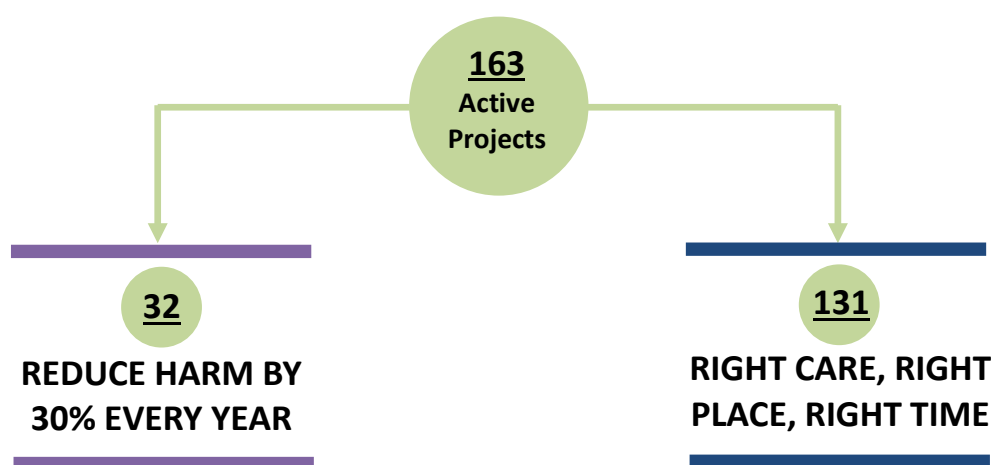 163
Active
Projects
32
REDUCE HARM BY
30% EVERY YEAR
131
RIGHT CARE, RIGHT
PLACE, RIGHT TIME